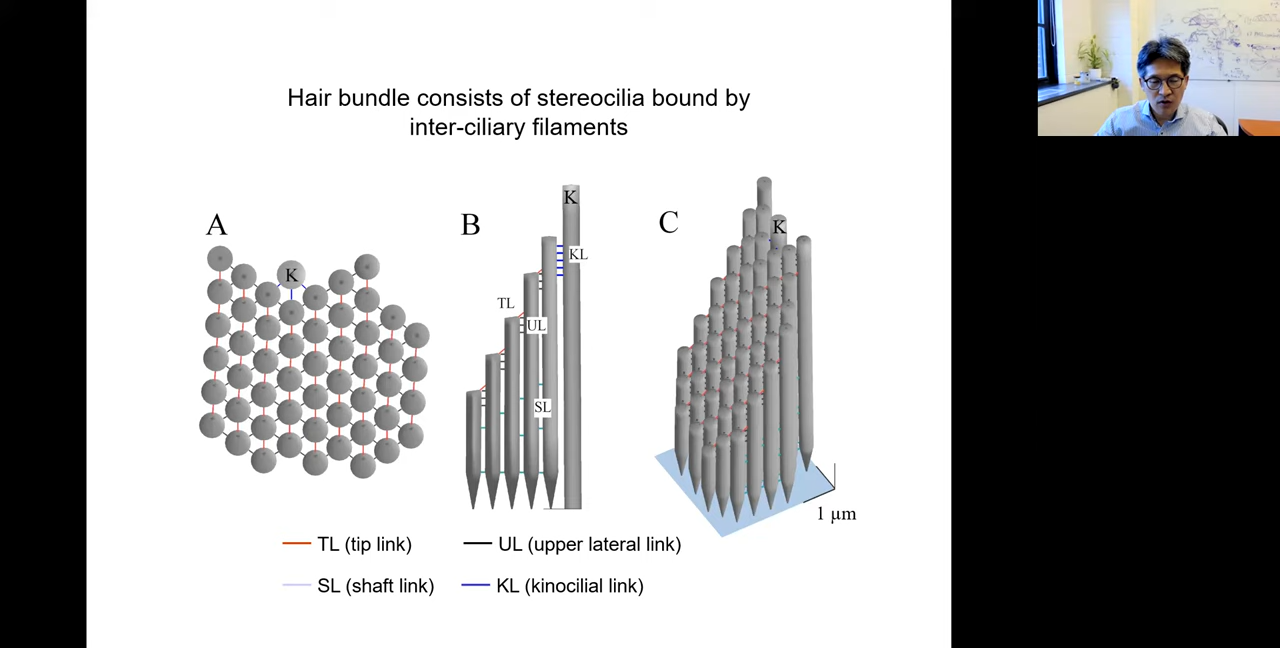 Hair bundle consists of stereocilia bound by
inter-ciliary filaments
A
K
B
K
KL
TL
UL
SL
C
K
1 µm
TL (tip link)
UL (upper lateral link)
SL (shaft link)
KL (kinocilial link)